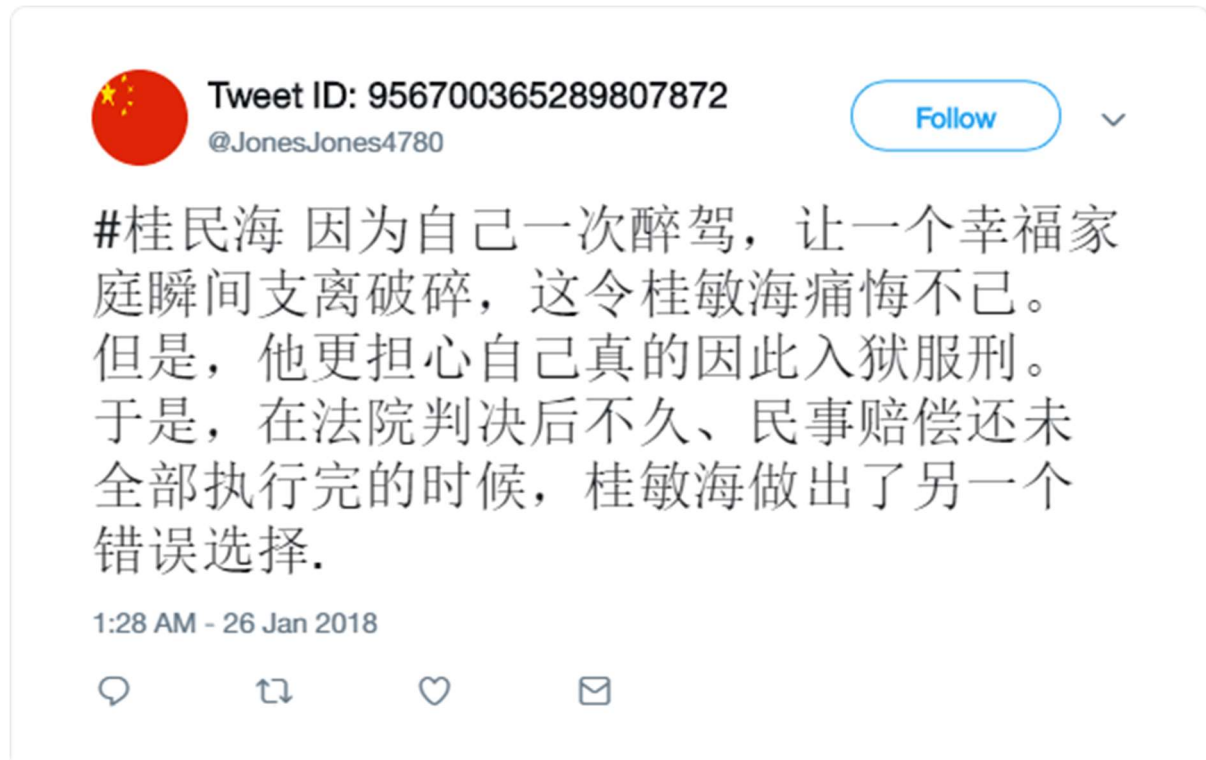 Tweet ID: 956700365289807872
@JonesJones4780
Follow
#桂民海 因为自己一次醉驾，让一个幸福家
庭瞬间支离破碎，这令桂敏海痛悔不已。
但是，他更担心自己真的因此入狱服刑。
于是，在法院判决后不久、民事赔偿还未
全部执行完的时候，桂敏海做出了另一个
错误选择.
1:28 AM - 26 Jan 2018